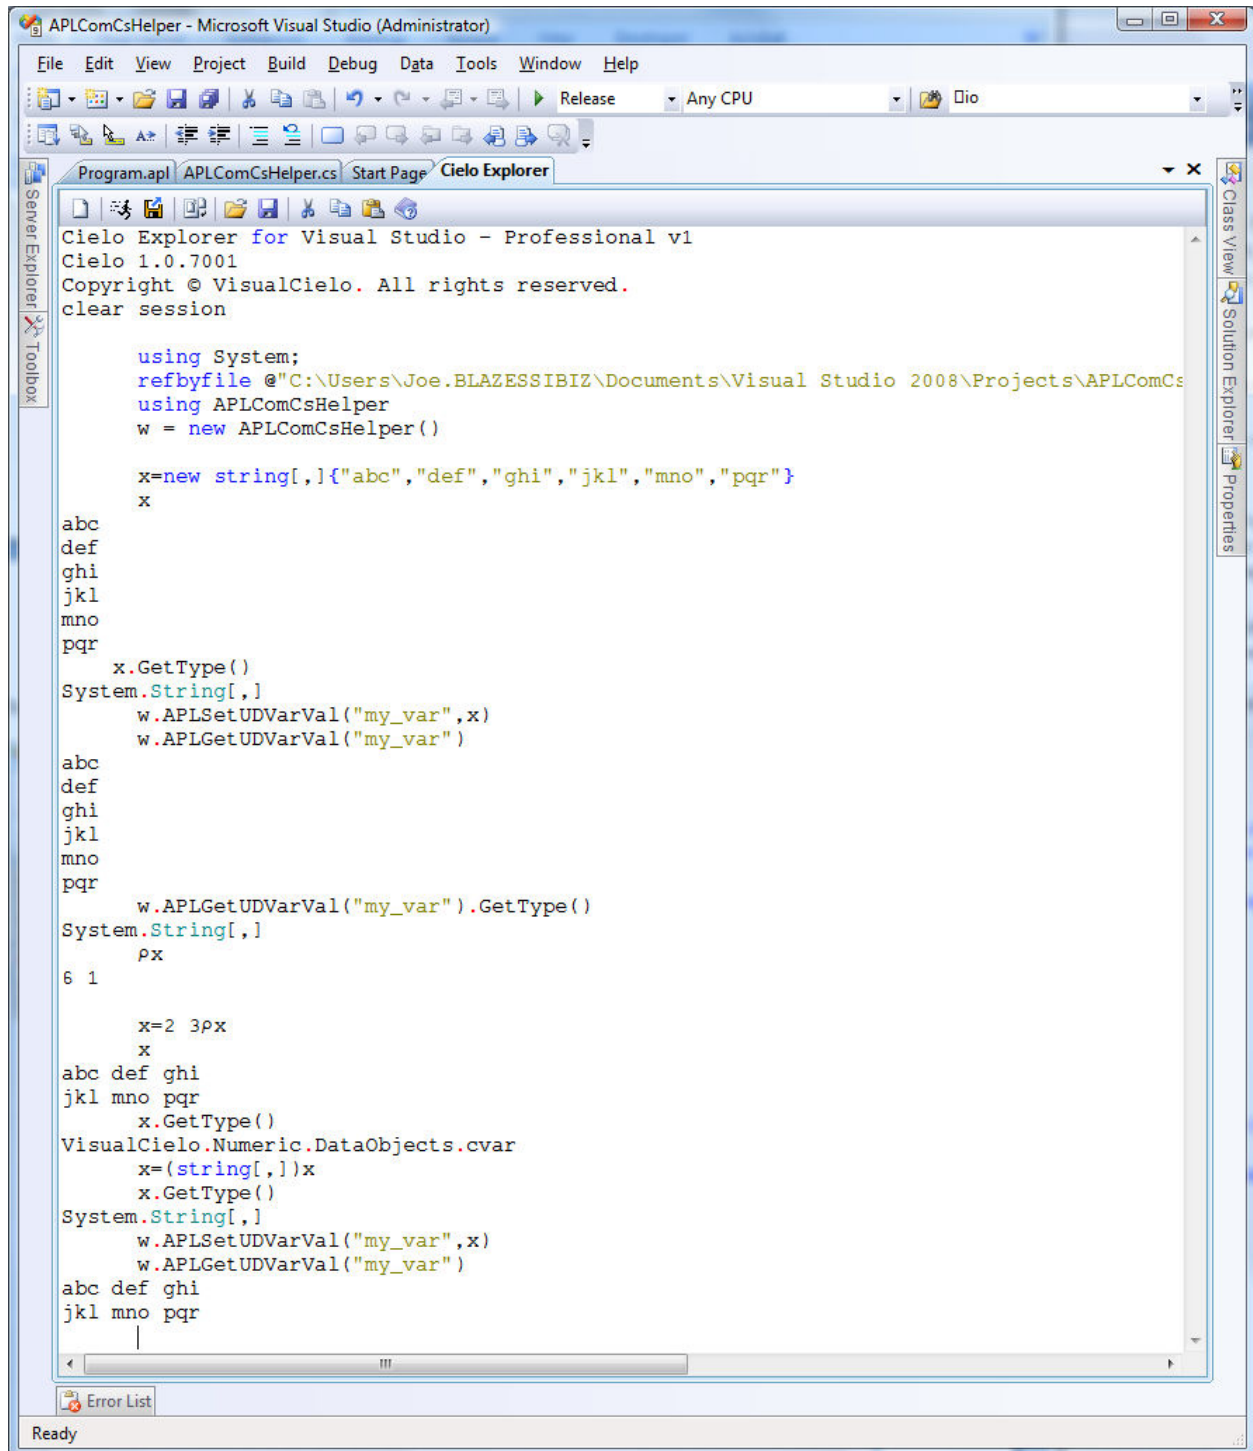 APLComCsHelper - Microsoft Visual Studio (Administrator)
File Edit View Project Build Debug Data Tools Window Help
Release Any CPU ⎕io
Program.apl APLComCsHelper.cs Start Page Cielo Explorer
Server Explorer
Toolbox
Class View
Solution Explorer
Properties
Cielo Explorer for Visual Studio - Professional v1
Cielo 1.0.7001
Copyright © VisualCielo. All rights reserved.
clear session
using System;
refbyfile @"C:\Users\Joe.BLAZESSIBIZ\Documents\Visual Studio 2008\Projects\APLComCs
using APLComCsHelper
w = new APLComCsHelper()
x=new string[,]{"abc","def","ghi","jkl","mno","pqr"}
x
abc
def
ghi
jkl
mno
pqr
x.GetType()
System.String[,]
w.APLSetUDVarVal("my_var",x)
w.APLGetUDVarVal("my_var")
abc
def
ghi
jkl
mno
pqr
w.APLGetUDVarVal("my_var").GetType()
System.String[,]
⍴x
6 1
x=2 3⍴x
x
abc def ghi
jkl mno pqr
x.GetType()
VisualCielo.Numeric.DataObjects.cvar
x=(string[,])x
x.GetType()
System.String[,]
w.APLSetUDVarVal("my_var",x)
w.APLGetUDVarVal("my_var")
abc def ghi
jkl mno pqr
Error List
Ready